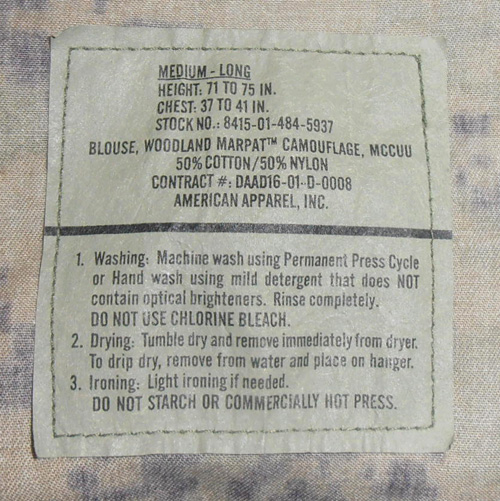 MEDIUM - LONG
HEIGHT: 71 TO 75 IN.
CHEST: 37 TO 41 IN.
STOCK NO.: 8415-01-484-5937
BLOUSE, WOODLAND MARPAT™ CAMOUFLAGE, MCCUU
50% COTTON/50% NYLON
CONTRACT #: DAAD16-01-D-0008
AMERICAN APPAREL, INC.
1. Washing: Machine wash using Permanent Press Cycle
or Hand wash using mild detergent that does NOT
contain optical brighteners. Rinse completely.
DO NOT USE CHLORINE BLEACH.
2. Drying: Tumble dry and remove immediately from dryer.
To drip dry, remove from water and place on hanger.
3. Ironing: Light ironing if needed.
DO NOT STARCH OR COMMERCIALLY HOT PRESS.